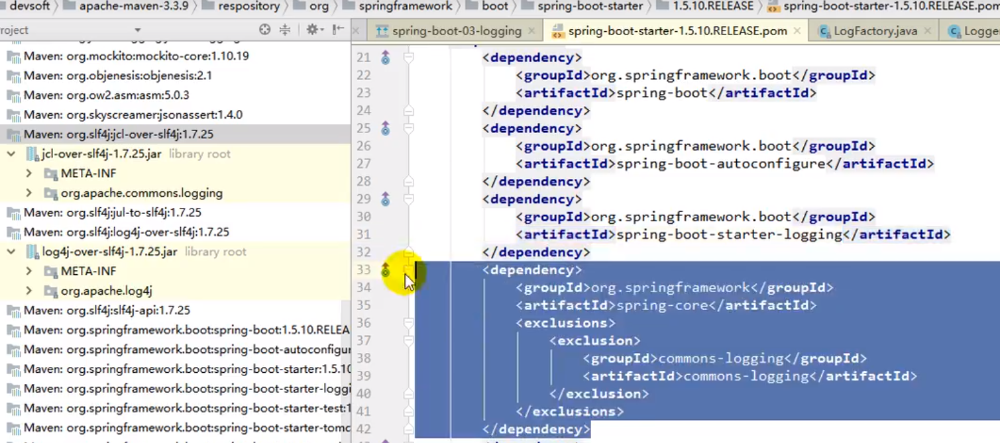 devsoft apache-maven-3.3.9 respository org springframework boot spring-boot-starter 1.5.10.RELEASE spring-boot-starter-1.5.10.RELEASE.pom
roject
spring-boot-03-logging spring-boot-starter-1.5.10.RELEASE.pom LogFactory.java Logge
Maven: org.mockito:mockito-core:1.10.19
Maven: org.objenesis:objenesis:2.1
Maven: org.ow2.asm:asm:5.0.3
Maven: org.skyscreamer:jsonassert:1.4.0
Maven: org.slf4j:jcl-over-slf4j:1.7.25
jcl-over-slf4j-1.7.25.jar library root
META-INF
org.apache.commons.logging
Maven: org.slf4j:jul-to-slf4j:1.7.25
Maven: org.slf4j:log4j-over-slf4j:1.7.25
log4j-over-slf4j-1.7.25.jar library root
META-INF
org.apache.log4j
Maven: org.slf4j:slf4j-api:1.7.25
Maven: org.springframework.boot:spring-boot:1.5.10.RELEA
Maven: org.springframework.boot:spring-boot-autoconfigur
Maven: org.springframework.boot:spring-boot-starter:1.5.10
Maven: org.springframework.boot:spring-boot-starter-loggi
Maven: org.springframework.boot:spring-boot-starter-test:1
Maven: org.springframework.boot:spring-boot-starter-tomc
21 <dependency>
22 <groupId>org.springframework.boot</groupId>
23 <artifactId>spring-boot</artifactId>
24 </dependency>
25 <dependency>
26 <groupId>org.springframework.boot</groupId>
27 <artifactId>spring-boot-autoconfigure</artifactId>
28 </dependency>
29 <dependency>
30 <groupId>org.springframework.boot</groupId>
31 <artifactId>spring-boot-starter-logging</artifactId>
32 </dependency>
33 <dependency>
34 <groupId>org.springframework</groupId>
35 <artifactId>spring-core</artifactId>
36 <exclusions>
37 <exclusion>
38 <groupId>commons-logging</groupId>
39 <artifactId>commons-logging</artifactId>
40 </exclusion>
41 </exclusions>
42 </dependency>